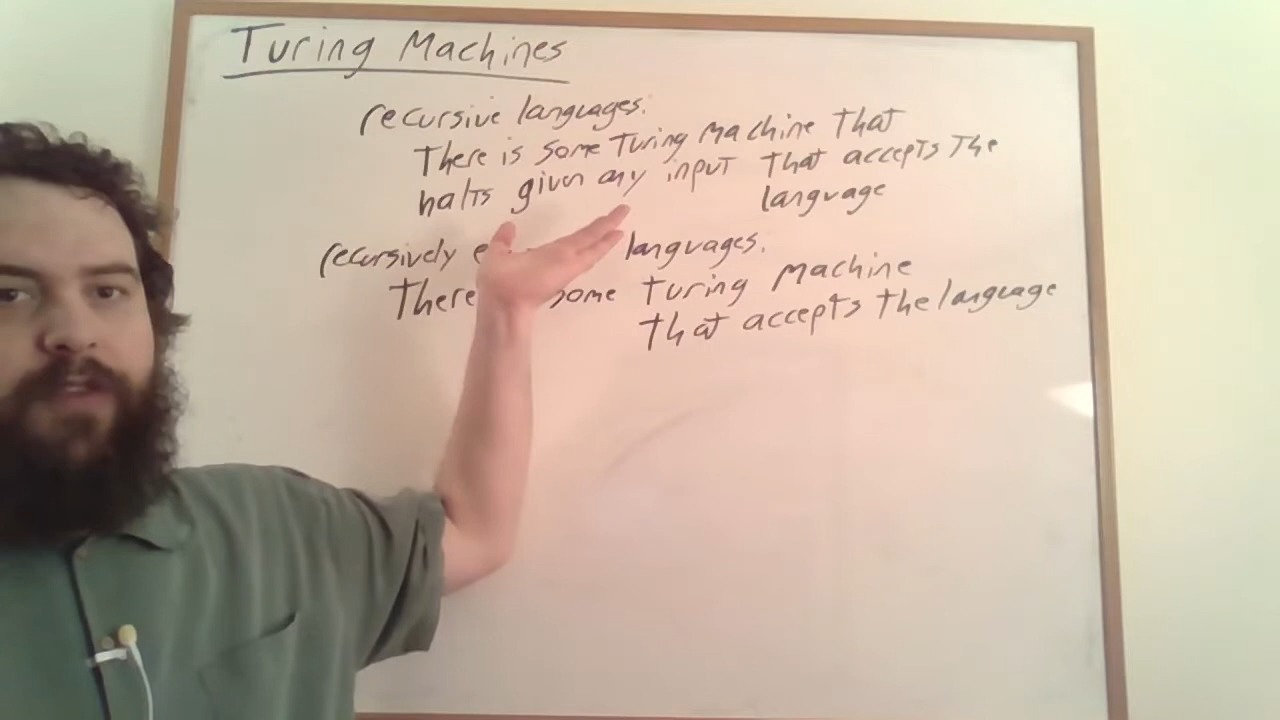 Turing Machines
recursive languages:
There is some Turing Machine that
halts given any input that accepts the
language
recursively languages.
There some turing machine
that accepts the language